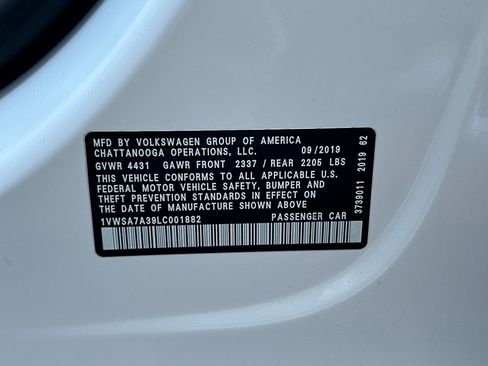 MFD BY VOLKSWAGEN GROUP OF AMERICA
CHATTANOOGA OPERATIONS, LLC. 09/2019
GVWR 4431 GAWR FRONT 2337 / REAR 2205 LBS
THIS VEHICLE CONFORMS TO ALL APPLICABLE U.S.
FEDERAL MOTOR VEHICLE SAFETY, BUMPER AND
THEFT PREVENTION STANDARDS IN EFFECT ON
THE DATE OF MANUFACTURE SHOWN ABOVE
1VWSA7A39LC001882 PASSENGER CAR
3739011 2019 62